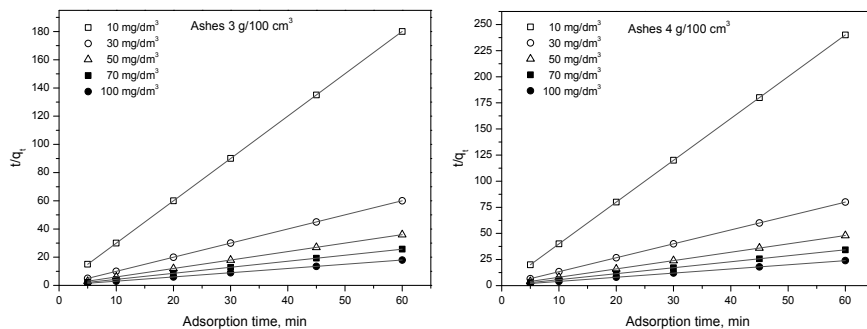 Ashes 3 g/100 cm³
10 mg/dm³
30 mg/dm³
50 mg/dm³
70 mg/dm³
100 mg/dm³
180
160
140
120
100
80
60
40
20
0
t/qₜ
0 10 20 30 40 50 60
Adsorption time, min
Ashes 4 g/100 cm³
10 mg/dm³
30 mg/dm³
50 mg/dm³
70 mg/dm³
100 mg/dm³
250
225
200
175
150
125
100
75
50
25
0
t/qₜ
0 10 20 30 40 50 60
Adsorption time, min